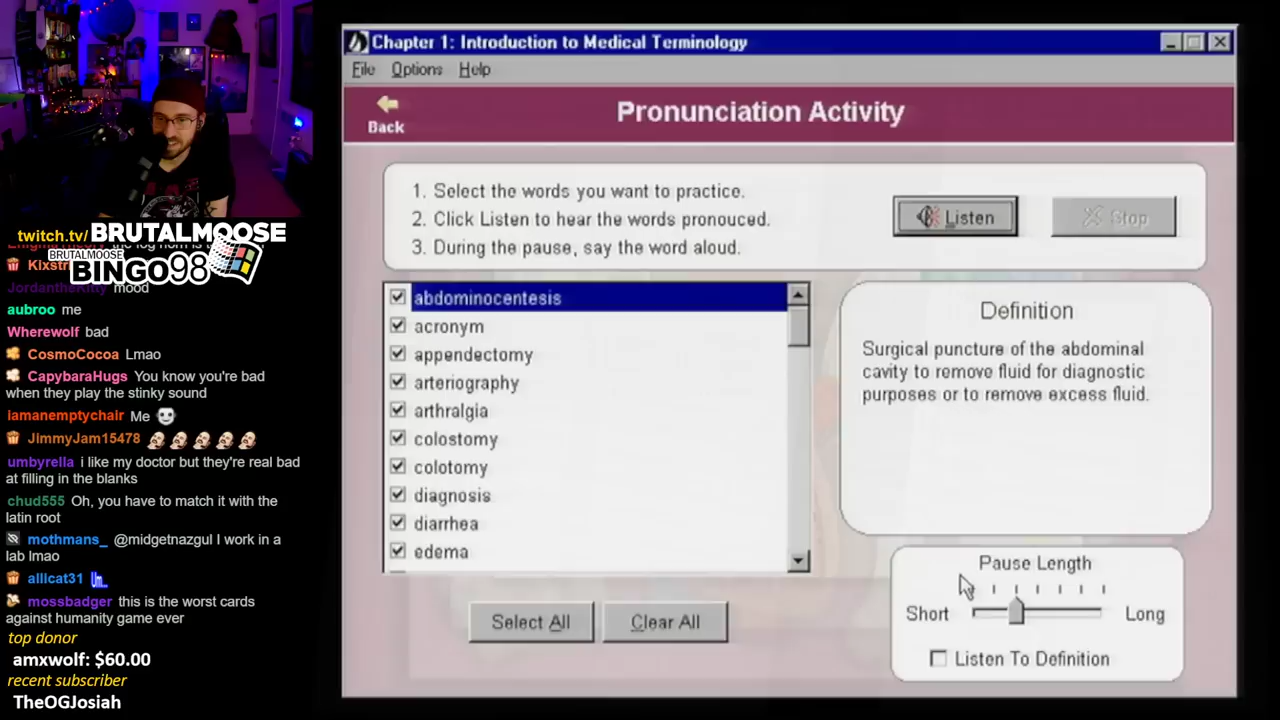 twitch.tv/BRUTALMOOSE
BRUTALMOOSE
BINGO98
mood
aubroo me
Wherewolf bad
CosmoCocoa Lmao
CapybaraHugs You know you're bad
when they play the stinky sound
iamanemptychair Me
JimmyJam15478
umbyrella i like my doctor but they're real bad
at filling in the blanks
chud555 Oh, you have to match it with the
latin root
mothmans_ @midgetnazgul I work in a
lab lmao
allicat31
mossbadger this is the worst cards
against humanity game ever
top donor
amxwolf: $60.00
recent subscriber
TheOGJosiah
Chapter 1: Introduction to Medical Terminology
File Options Help
Back
Pronunciation Activity
1. Select the words you want to practice.
2. Click Listen to hear the words pronouced.
3. During the pause, say the word aloud.
Listen
Stop
abdominocentesis
acronym
appendectomy
arteriography
arthralgia
colostomy
colotomy
diagnosis
diarrhea
edema
Select All
Clear All
Definition
Surgical puncture of the abdominal
cavity to remove fluid for diagnostic
purposes or to remove excess fluid.
Pause Length
Short
Long
Listen To Definition